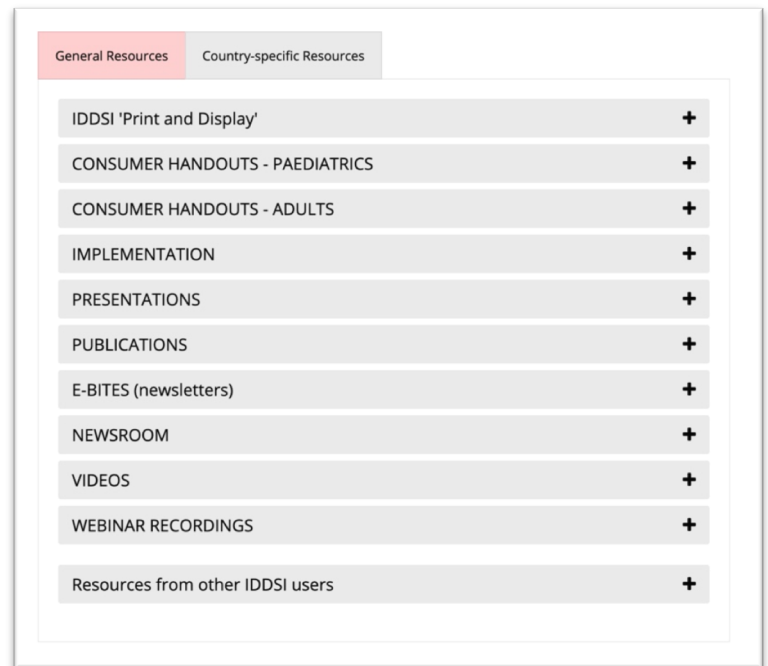 General Resources Country-specific Resources
IDDSI 'Print and Display'
CONSUMER HANDOUTS - PAEDIATRICS
CONSUMER HANDOUTS - ADULTS
IMPLEMENTATION
PRESENTATIONS
PUBLICATIONS
E-BITES (newsletters)
NEWSROOM
VIDEOS
WEBINAR RECORDINGS
Resources from other IDDSI users